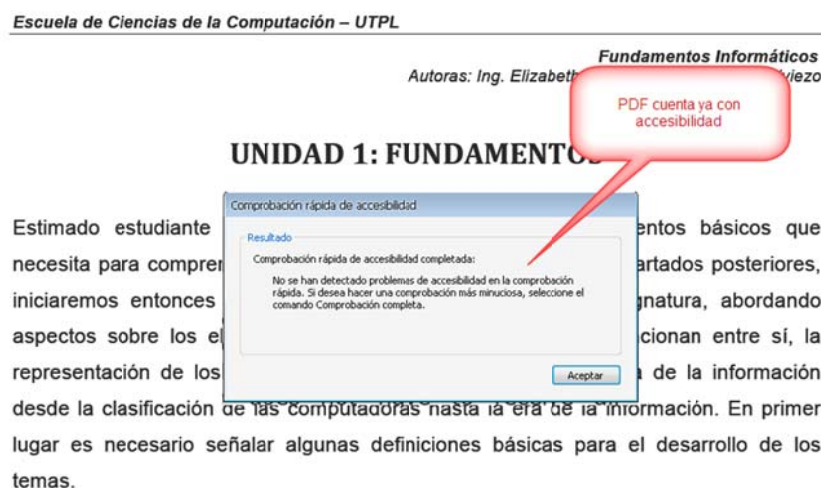 Escuela de Ciencias de la Computación – UTPL
Fundamentos Informáticos
Autoras: Ing. Elizabeth
PDF cuenta ya con
accesibilidad
UNIDAD 1: FUNDAMENTOS
Comprobación rápida de accesibilidad
Resultado
Comprobación rápida de accesibilidad completada:
No se han detectado problemas de accesibilidad en la comprobación
rápida. Si desea hacer una comprobación más minuciosa, seleccione el
comando Comprobación completa.
Aceptar
Estimado estudiante entos básicos que
necesita para compre artados posteriores,
iniciaremos entonces gnatura, abordando
aspectos sobre los cionan entre sí, la
representación de los de la información
desde la clasificación de las computadoras hasta la era de la información. En primer
lugar es necesario señalar algunas definiciones básicas para el desarrollo de los
temas.